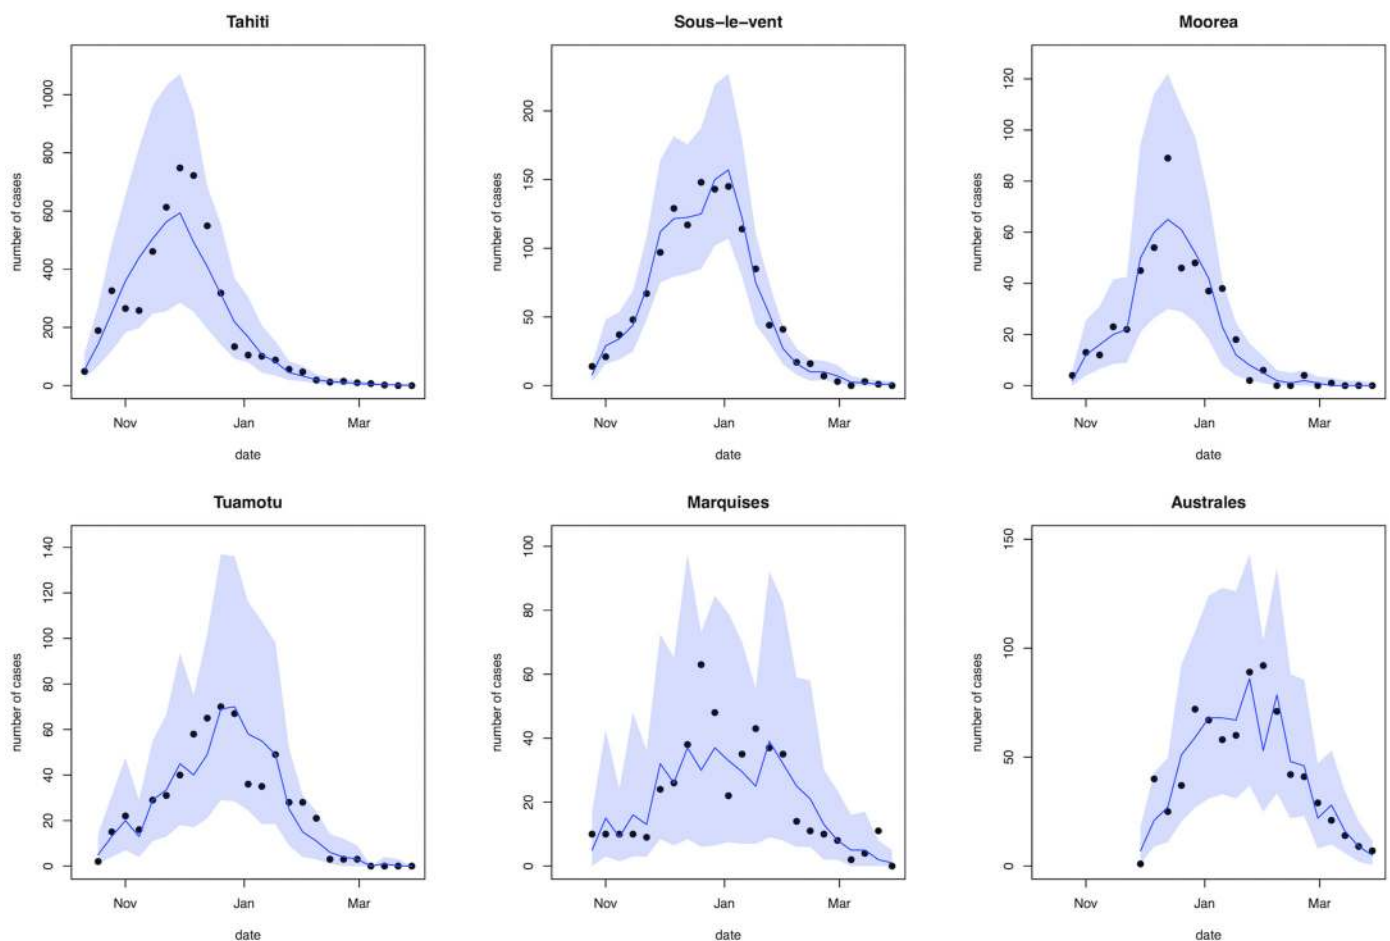 Tahiti
number of cases
0 200 400 600 800 1000
Nov Jan Mar
date
Sous−le−vent
number of cases
0 50 100 150 200
Nov Jan Mar
date
Moorea
number of cases
0 20 40 60 80 100 120
Nov Jan Mar
date
Tuamotu
number of cases
0 20 40 60 80 100 120 140
Nov Jan Mar
date
Marquises
number of cases
0 20 40 60 80 100
Nov Jan Mar
date
Australes
number of cases
0 50 100 150
Nov Jan Mar
date